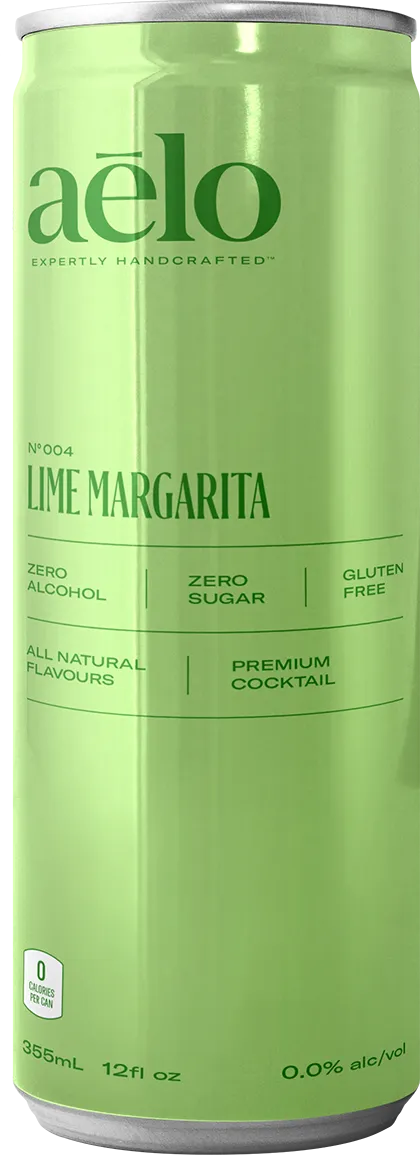 aēlo
EXPERTLY HANDCRAFTED™
Nº004
LIME MARGARITA
ZERO ALCOHOL
ZERO SUGAR
GLUTEN FREE
ALL NATURAL FLAVOURS
PREMIUM COCKTAIL
0
CALORIES
PER CAN
355mL 12fl oz
0.0% alc/vol